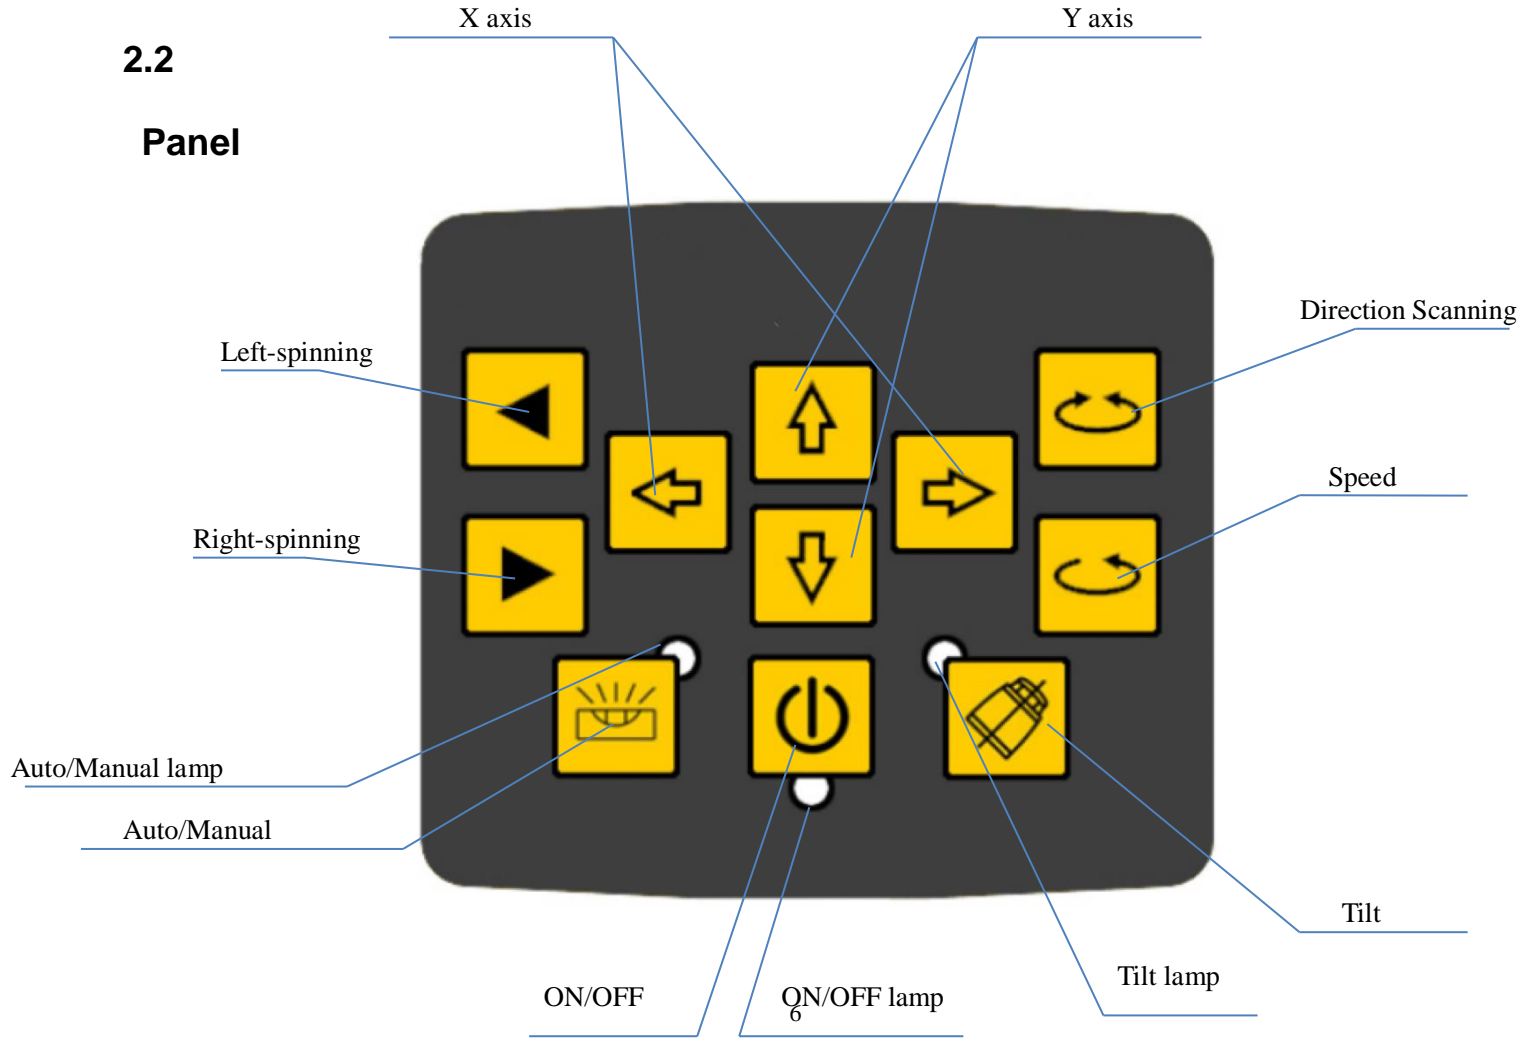 X axis
Y axis
2.2
Panel
Direction Scanning
Left-spinning
Speed
Right-spinning
Auto/Manual lamp
Auto/Manual
Tilt
Tilt lamp
ON/OFF
ON/OFF lamp
6